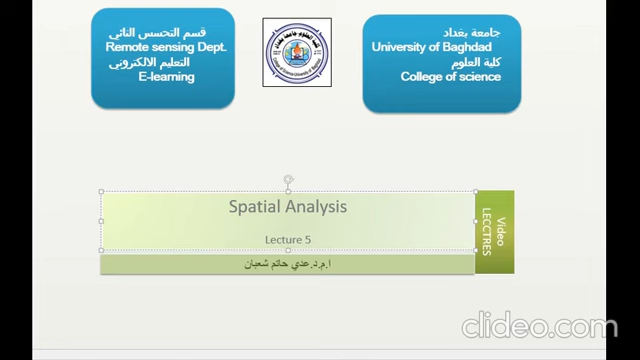 قسم التحسس النائي
Remote sensing Dept.
التعليم الالكتروني
E-learning
جامعة بغداد
University of Baghdad
كلية العلوم
College of science
Spatial Analysis
Lecture 5
Video
LECCTRES
ا.م.د.عدي حاتم شعبان
clideo.com